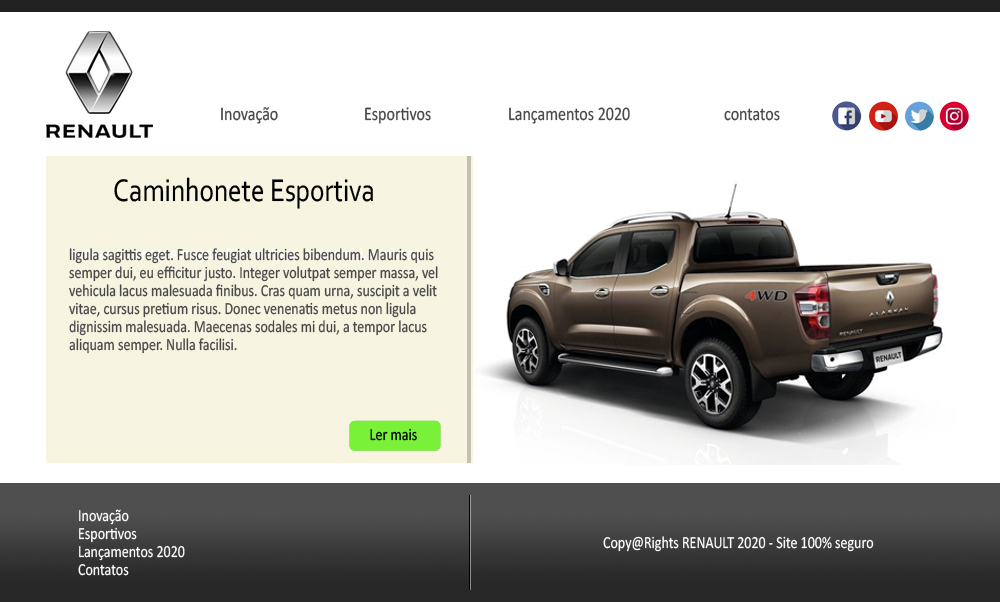 RENAULT
Inovação
Esportivos
Lançamentos 2020
contatos
Caminhonete Esportiva
ligula sagittis eget. Fusce feugiat ultricies bibendum. Mauris quis
semper dui, eu efficitur justo. Integer volutpat semper massa, vel
vehicula lacus malesuada finibus. Cras quam urna, suscipit a velit
vitae, cursus pretium risus. Donec venenatis metus non ligula
dignissim malesuada. Maecenas sodales mi dui, a tempor lacus
aliquam semper. Nulla facilisi.
Ler mais
4WD
ALASKAN
RENAULT
RENAULT
Inovação
Esportivos
Lançamentos 2020
Contatos
Copy@Rights RENAULT 2020 - Site 100% seguro